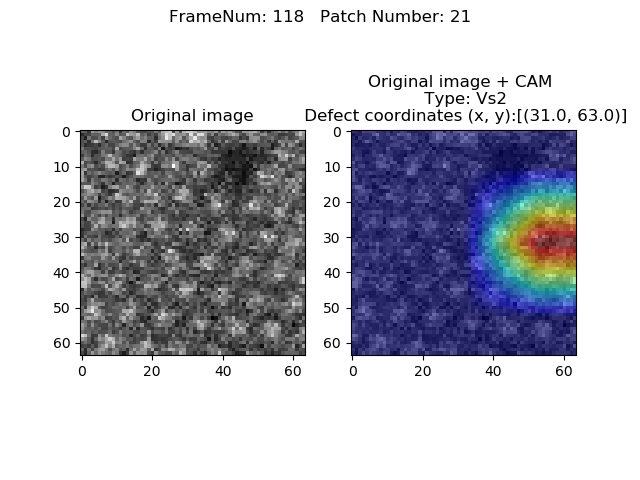 FrameNum: 118   Patch Number: 21
Original image
Original image + CAM
Type: Vs2
Defect coordinates (x, y):[(31.0, 63.0)]
0
10
20
30
40
50
60
0 20 40 60
0
10
20
30
40
50
60
0 20 40 60